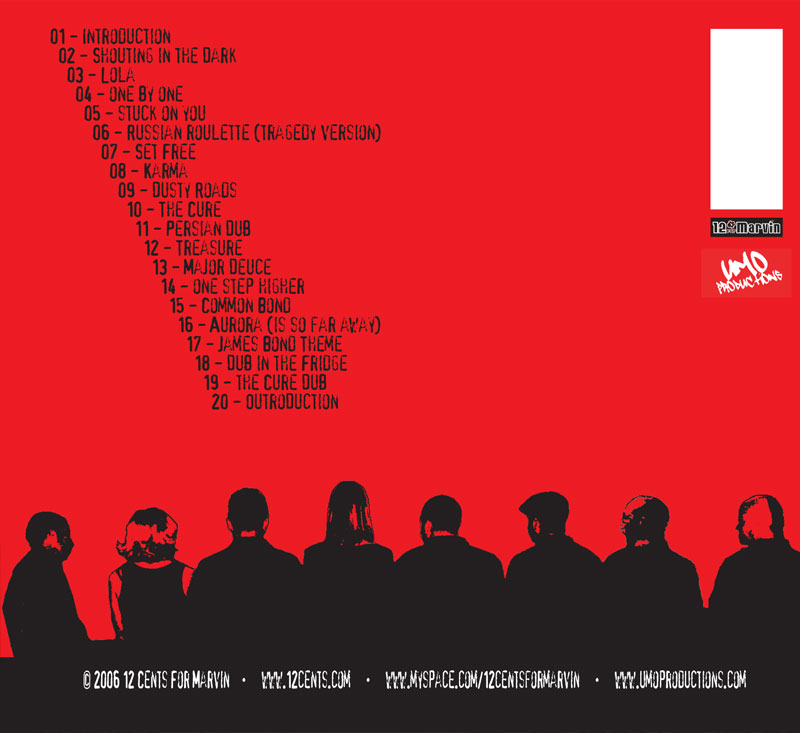 01 - INTRODUCTION
02 - SHOUTING IN THE DARK
03 - LOLA
04 - ONE BY ONE
05 - STUCK ON YOU
06 - RUSSIAN ROULETTE (TRAGEDY VERSION)
07 - SET FREE
08 - KARMA
09 - DUSTY ROADS
10 - THE CURE
11 - PERSIAN DUB
12 - TREASURE
13 - MAJOR DEUCE
14 - ONE STEP HIGHER
15 - COMMON BOND
16 - AURORA (IS SO FAR AWAY)
17 - JAMES BOND THEME
18 - DUB IN THE FRIDGE
19 - THE CURE DUB
20 - OUTRODUCTION
12¢ Marvin
UMO
PRODUCTIONS
© 2006 12 CENTS FOR MARVIN • WWW.12CENTS.COM • WWW.MYSPACE.COM/12CENTSFORMARVIN • WWW.UMOPRODUCTIONS.COM